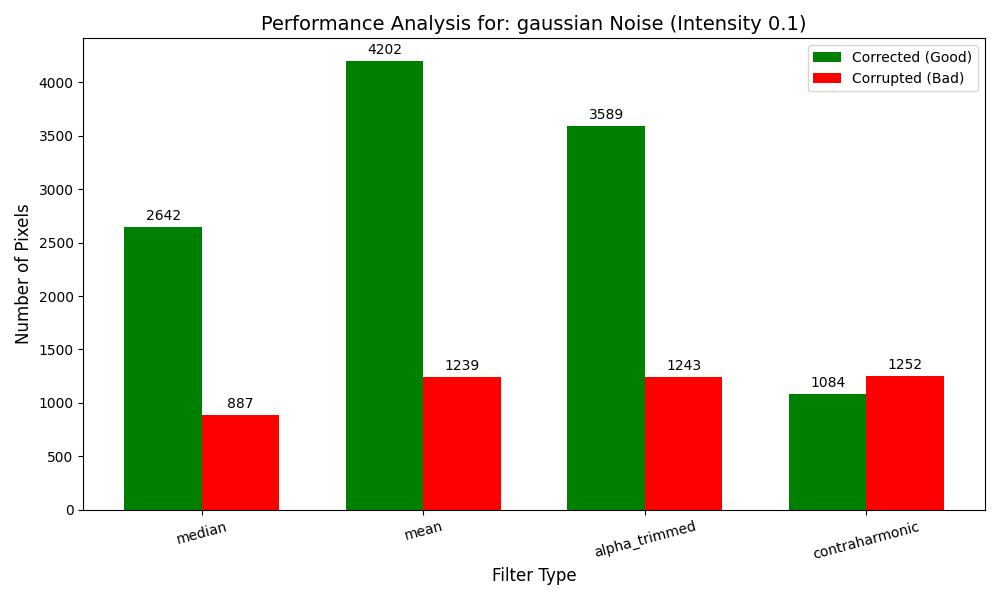 Performance Analysis for: gaussian Noise (Intensity 0.1)
Corrected (Good)
Corrupted (Bad)
Number of Pixels
4000
3500
3000
2500
2000
1500
1000
500
0
2642
887
4202
1239
3589
1243
1084
1252
median
mean
alpha_trimmed
contraharmonic
Filter Type